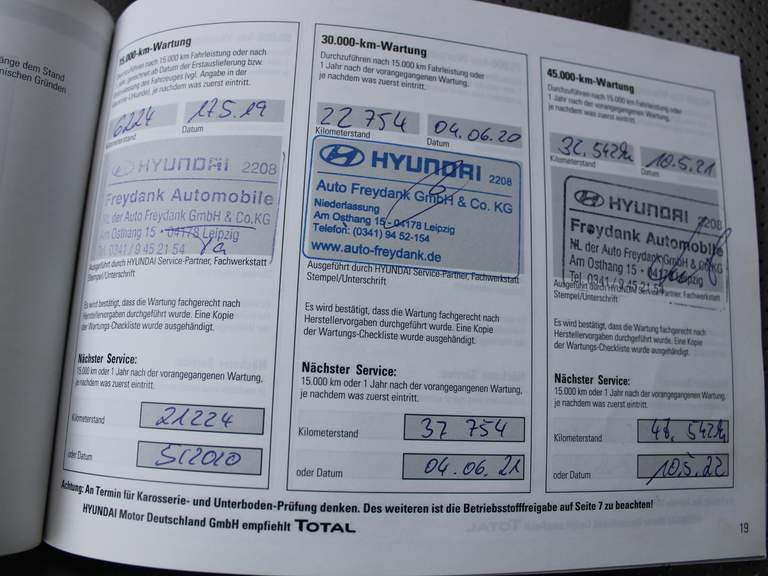 änge dem Stand
nischen Gründen
15.000-km-Wartung
Durchzuführen nach 15.000 km Fahrleistung oder nach
gerechnet ab Datum der Erstauslieferung bzw.
des Fahrzeuges (vgl. Angabe in der
je nachdem was zuerst eintritt.
6224 17.5.19
Kilometerstand Datum
HYUNDAI 2208
Freydank Automobile
NL der Auto Freydank GmbH & Co.KG
Am Osthang 15 - 04178 Leipzig
Tel. 0341 / 9 45 21 54
Ausgeführt durch HYUNDAI Service-Partner, Fachwerkstatt
Stempel/Unterschrift
Es wird bestätigt, dass die Wartung fachgerecht nach
Herstellervorgaben durchgeführt wurde. Eine Kopie
der Wartungs-Checkliste wurde ausgehändigt.
Nächster Service:
15.000 km oder 1 Jahr nach der vorangegangenen Wartung,
je nachdem was zuerst eintritt.
Kilometerstand 21224
oder Datum 5/2020
30.000-km-Wartung
Durchzuführen nach 15.000 km Fahrleistung oder
1 Jahr nach der vorangegangenen Wartung,
je nachdem was zuerst eintritt.
22 754 04.06.20
Kilometerstand Datum
HYUNDAI 2208
Auto Freydank GmbH & Co. KG
Niederlassung
Am Osthang 15 - 04178 Leipzig
Telefon: (0341) 94 52-154
www.auto-freydank.de
Ausgeführt durch HYUNDAI Service-Partner, Fachwerkstatt
Stempel/Unterschrift
Es wird bestätigt, dass die Wartung fachgerecht nach
Herstellervorgaben durchgeführt wurde. Eine Kopie
der Wartungs-Checkliste wurde ausgehändigt.
Nächster Service:
15.000 km oder 1 Jahr nach der vorangegangenen Wartung,
je nachdem was zuerst eintritt.
Kilometerstand 37 754
oder Datum 04.06.21
45.000-km-Wartung
Durchzuführen nach 15.000 km Fahrleistung oder
1 Jahr nach der vorangegangenen Wartung,
je nachdem was zuerst eintritt.
32.542km 10.5.21
Kilometerstand Datum
HYUNDAI 2208
Freydank Automobile
NL der Auto Freydank GmbH & Co.KG
Am Osthang 15 - 04178 Leipzig
Tel. 0341 / 9 45 21 54
Ausgeführt durch HYUNDAI Service-Partner, Fachwerkstatt
Stempel/Unterschrift
Es wird bestätigt, dass die Wartung fachgerecht nach
Herstellervorgaben durchgeführt wurde. Eine Kopie
der Wartungs-Checkliste wurde ausgehändigt.
Nächster Service:
15.000 km oder 1 Jahr nach der vorangegangenen Wartung,
je nachdem was zuerst eintritt.
Kilometerstand 48.542km
oder Datum 10.5.22
Achtung: An Termin für Karosserie- und Unterboden-Prüfung denken. Des weiteren ist die Betriebsstofffreigabe auf Seite 7 zu beachten!
HYUNDAI Motor Deutschland GmbH empfiehlt TOTAL
19